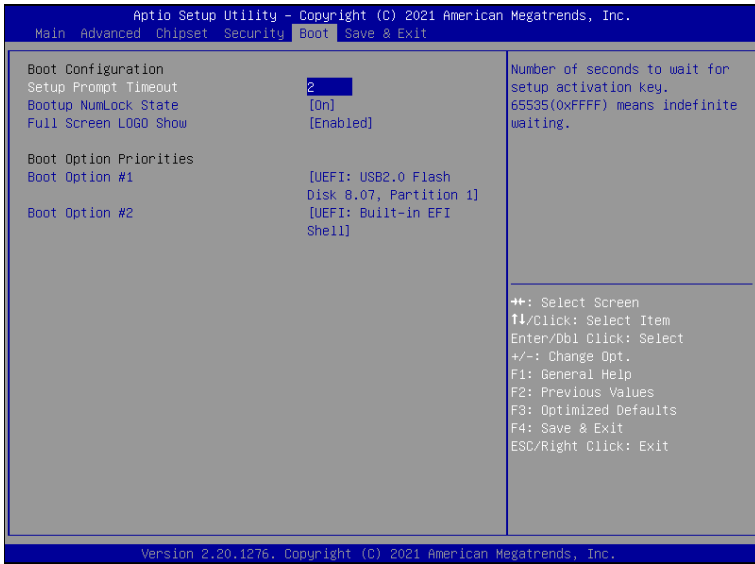 Aptio Setup Utility – Copyright (C) 2021 American Megatrends, Inc.
Main Advanced Chipset Security Boot Save & Exit
Boot Configuration
Setup Prompt Timeout 2
Bootup NumLock State [On]
Full Screen LOGO Show [Enabled]
Boot Option Priorities
Boot Option #1 [UEFI: USB2.0 Flash
Disk 8.07, Partition 1]
Boot Option #2 [UEFI: Built-in EFI
Shell]
Number of seconds to wait for
setup activation key.
65535(0xFFFF) means indefinite
waiting.
→←: Select Screen
↑↓/Click: Select Item
Enter/Dbl Click: Select
+/-: Change Opt.
F1: General Help
F2: Previous Values
F3: Optimized Defaults
F4: Save & Exit
ESC/Right Click: Exit
Version 2.20.1276. Copyright (C) 2021 American Megatrends, Inc.